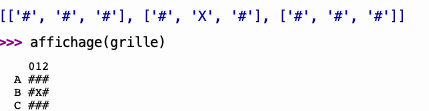 [['#', '#', '#'], ['#', 'X', '#'], ['#', '#', '#']]
>>> affichage(grille)
012
A ###
B #X#
C ###